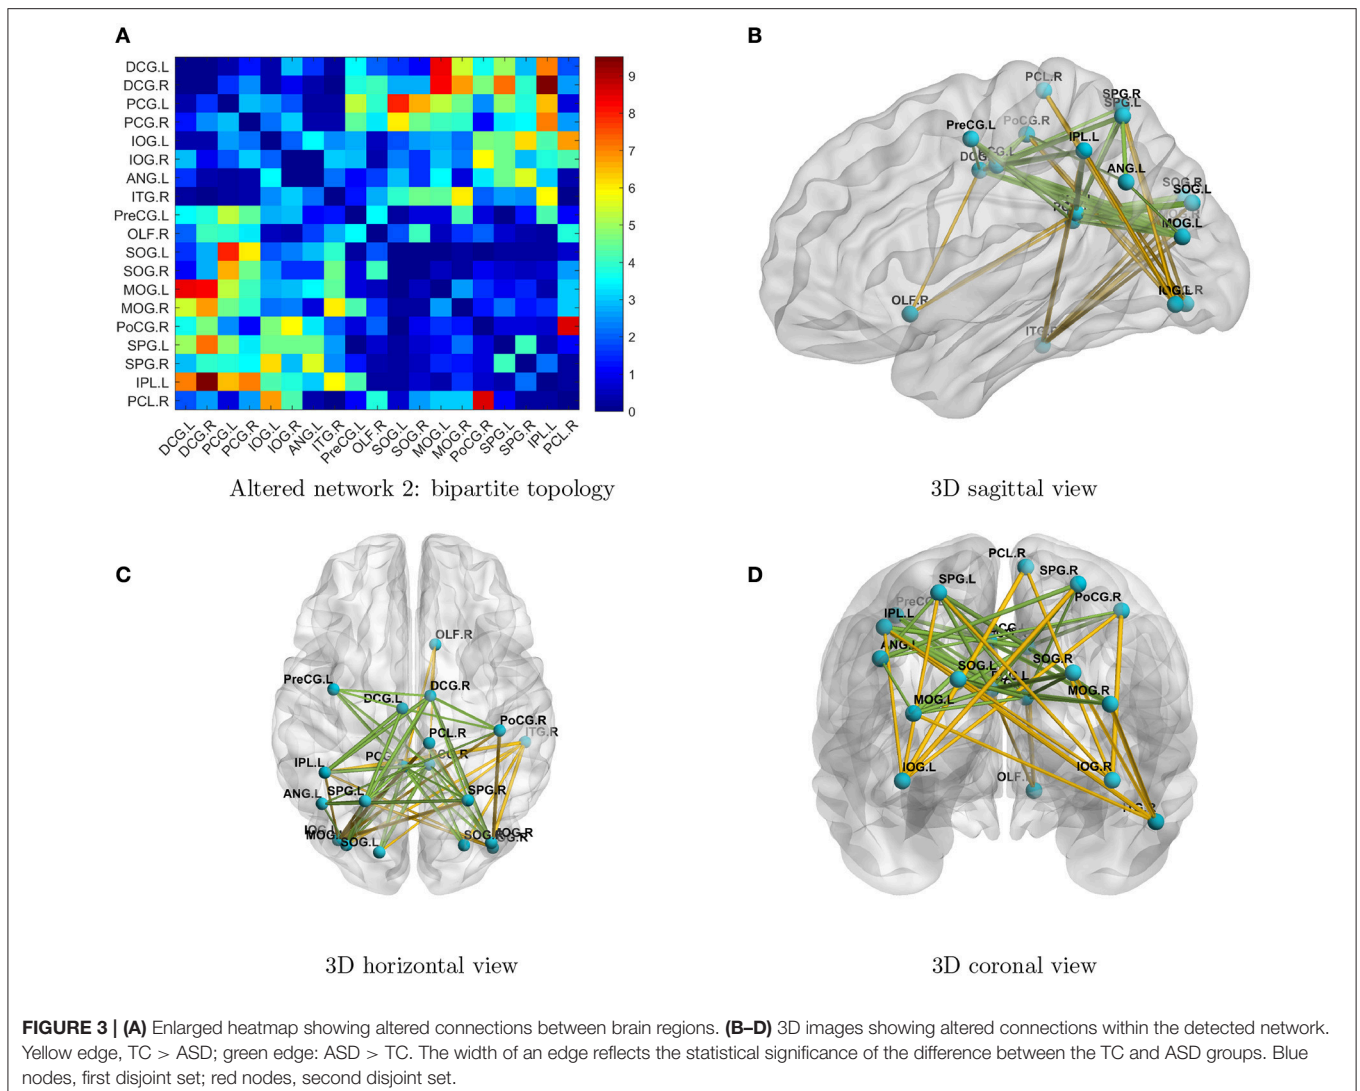 A
DCG.L
DCG.R
PCG.L
PCG.R
IOG.L
IOG.R
ANG.L
ITG.R
PreCG.L
OLF.R
SOG.L
SOG.R
MOG.L
MOG.R
PoCG.R
SPG.L
SPG.R
IPL.L
PCL.R
DCG.L
DCG.R
PCG.L
PCG.R
IOG.L
IOG.R
ANG.L
ITG.R
PreCG.L
OLF.R
SOG.L
SOG.R
MOG.L
MOG.R
PoCG.R
SPG.L
SPG.R
IPL.L
PCL.R
9
8
7
6
5
4
3
2
1
0
Altered network 2: bipartite topology
B
PCL.R
SPG.R
SPG.L
PoCG.R
PreCG.L
IPL.L
ANG.L
SOG.R
SOG.L
MOG.L
OLF.R
IOG.L
ITG.R
3D sagittal view
C
OLF.R
PreCG.L
DCG.R
DCG.L
PoCG.R
PCL.R
ITG.R
IPL.L
ANG.L
SPG.L
SPG.R
SOG.L
3D horizontal view
D
PCL.R
SPG.R
SPG.L
PoCG.R
IPL.L
SOG.L
SOG.R
MOG.R
MOG.L
IOG.L
IOG.R
3D coronal view
FIGURE 3 | (A) Enlarged heatmap showing altered connections between brain regions. (B–D) 3D images showing altered connections within the detected network.
Yellow edge, TC > ASD; green edge: ASD > TC. The width of an edge reflects the statistical significance of the difference between the TC and ASD groups. Blue
nodes, first disjoint set; red nodes, second disjoint set.